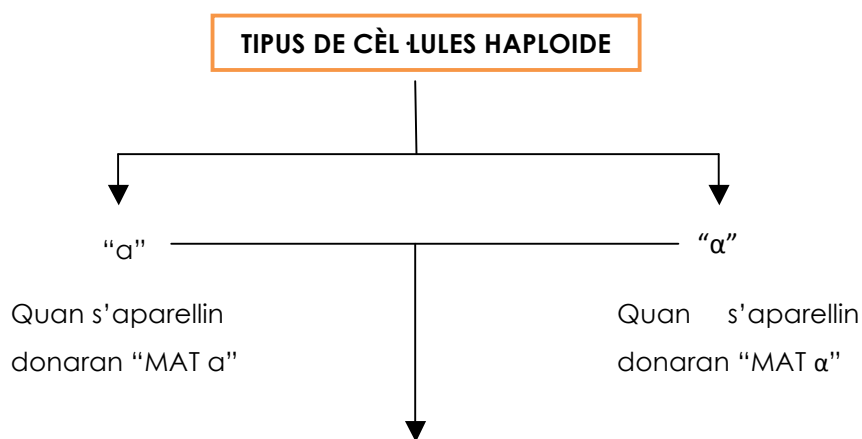 TIPUS DE CÈL·LULES HAPLOIDE
“a”
“α”
Quan s’aparellin
donaran “MAT a”
Quan s’aparellin
donaran “MAT α”